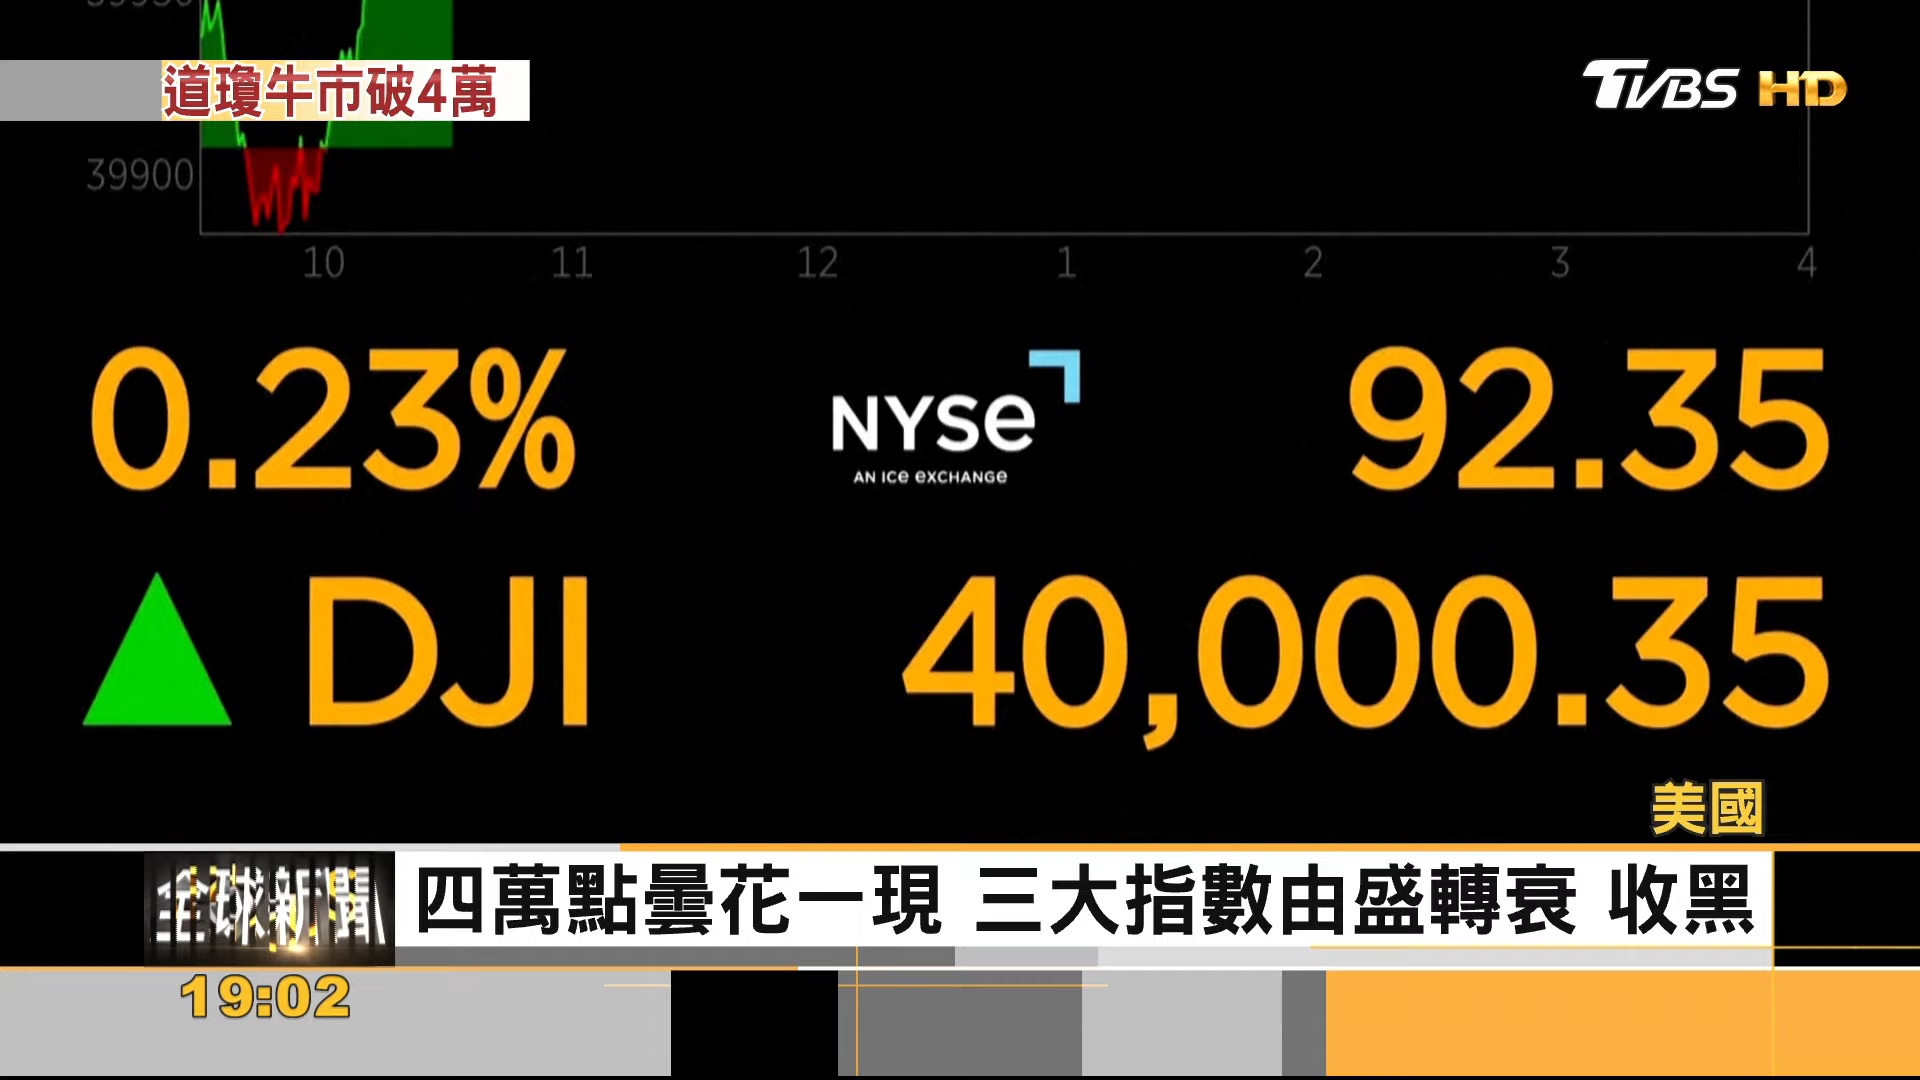 道瓊牛市破4萬
TVBS HD
39900
10 11 12 1 2 3 4
0.23% NYSE 92.35
AN ICE EXCHANGE
DJI 40,000.35
美國
全球新聞 四萬點曇花一現 三大指數由盛轉衰 收黑
19:02